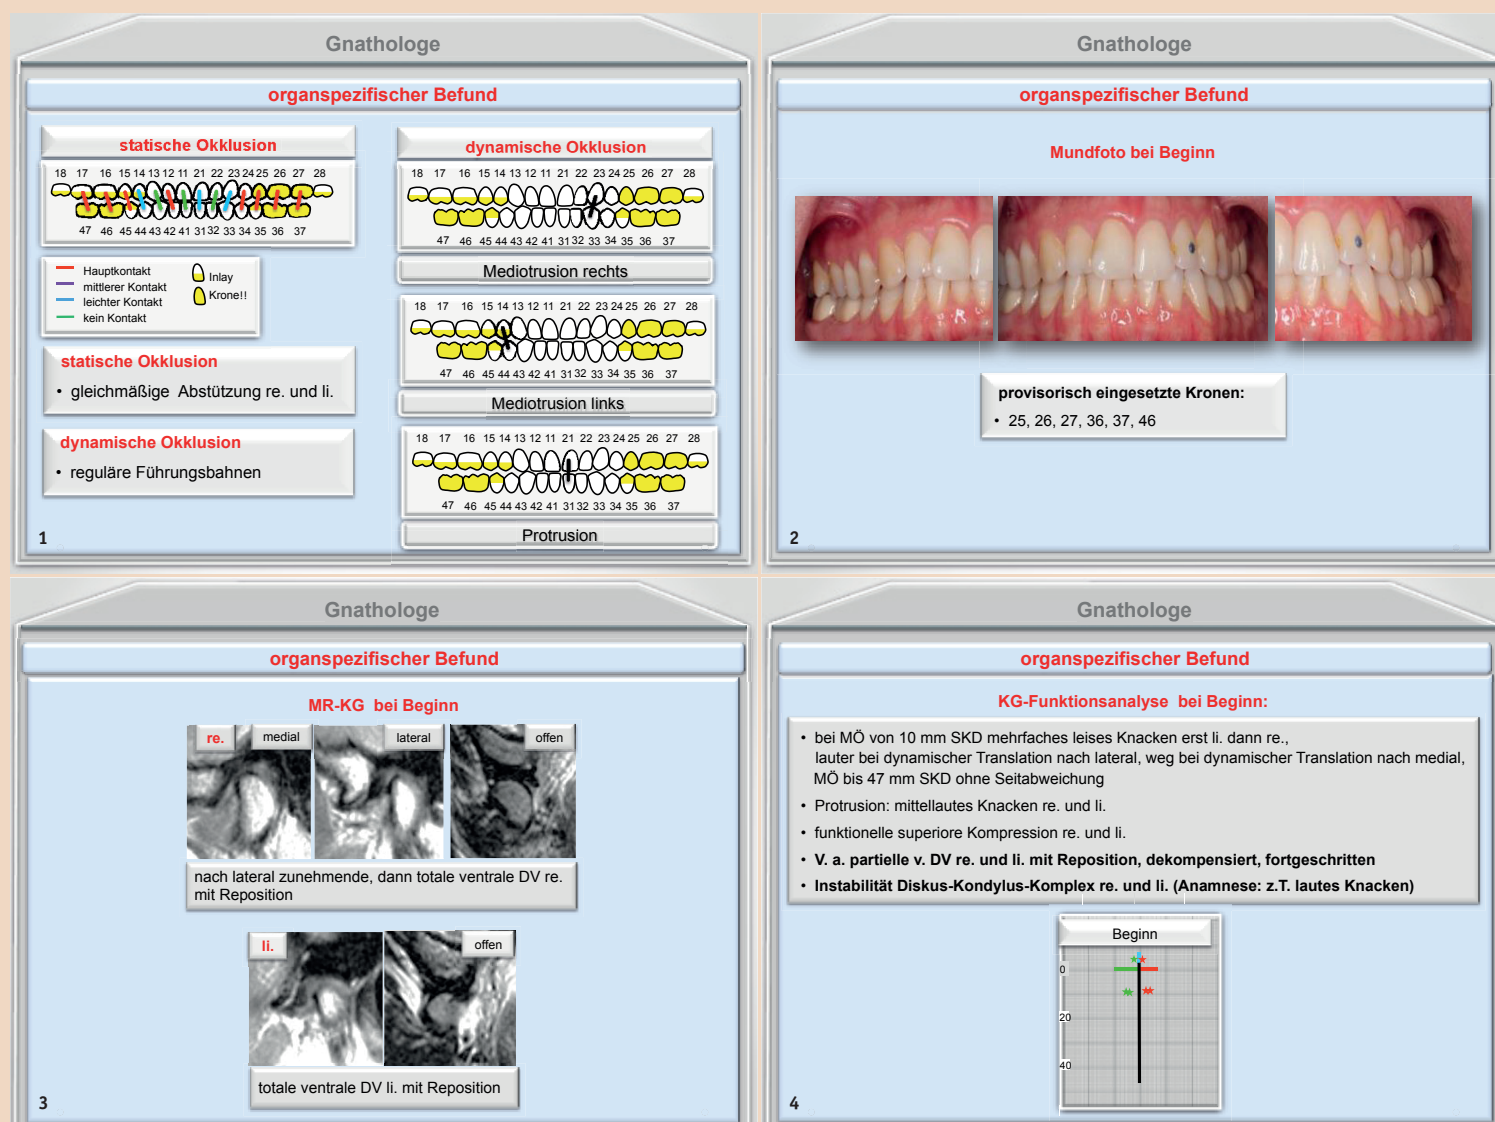 Gnathologe
organspezifischer Befund
statische Okklusion
18 17 16 15 14 13 12 11 21 22 23 24 25 26 27 28
47 46 45 44 43 42 41 31 32 33 34 35 36 37
Hauptkontakt
mittlerer Kontakt
leichter Kontakt
kein Kontakt
Inlay
Krone!!
statische Okklusion
• gleichmäßige Abstützung re. und li.
dynamische Okklusion
• reguläre Führungsbahnen
dynamische Okklusion
18 17 16 15 14 13 12 11 21 22 23 24 25 26 27 28
47 46 45 44 43 42 41 31 32 33 34 35 36 37
Mediotrusion rechts
18 17 16 15 14 13 12 11 21 22 23 24 25 26 27 28
47 46 45 44 43 42 41 31 32 33 34 35 36 37
Mediotrusion links
18 17 16 15 14 13 12 11 21 22 23 24 25 26 27 28
47 46 45 44 43 42 41 31 32 33 34 35 36 37
Protrusion
1
Gnathologe
organspezifischer Befund
Mundfoto bei Beginn
provisorisch eingesetzte Kronen:
• 25, 26, 27, 36, 37, 46
2
Gnathologe
organspezifischer Befund
MR-KG bei Beginn
re.
medial
lateral
offen
nach lateral zunehmende, dann totale ventrale DV re.
mit Reposition
li.
offen
totale ventrale DV li. mit Reposition
3
Gnathologe
organspezifischer Befund
KG-Funktionsanalyse bei Beginn:
• bei MÖ von 10 mm SKD mehrfaches leises Knacken erst li. dann re.,
lauter bei dynamischer Translation nach lateral, weg bei dynamischer Translation nach medial,
MÖ bis 47 mm SKD ohne Seitabweichung
• Protrusion: mittellautes Knacken re. und li.
• funktionelle superiore Kompression re. und li.
• V. a. partielle v. DV re. und li. mit Reposition, dekompensiert, fortgeschritten
• Instabilität Diskus-Kondylus-Komplex re. und li. (Anamnese: z.T. lautes Knacken)
Beginn
0
20
40
4